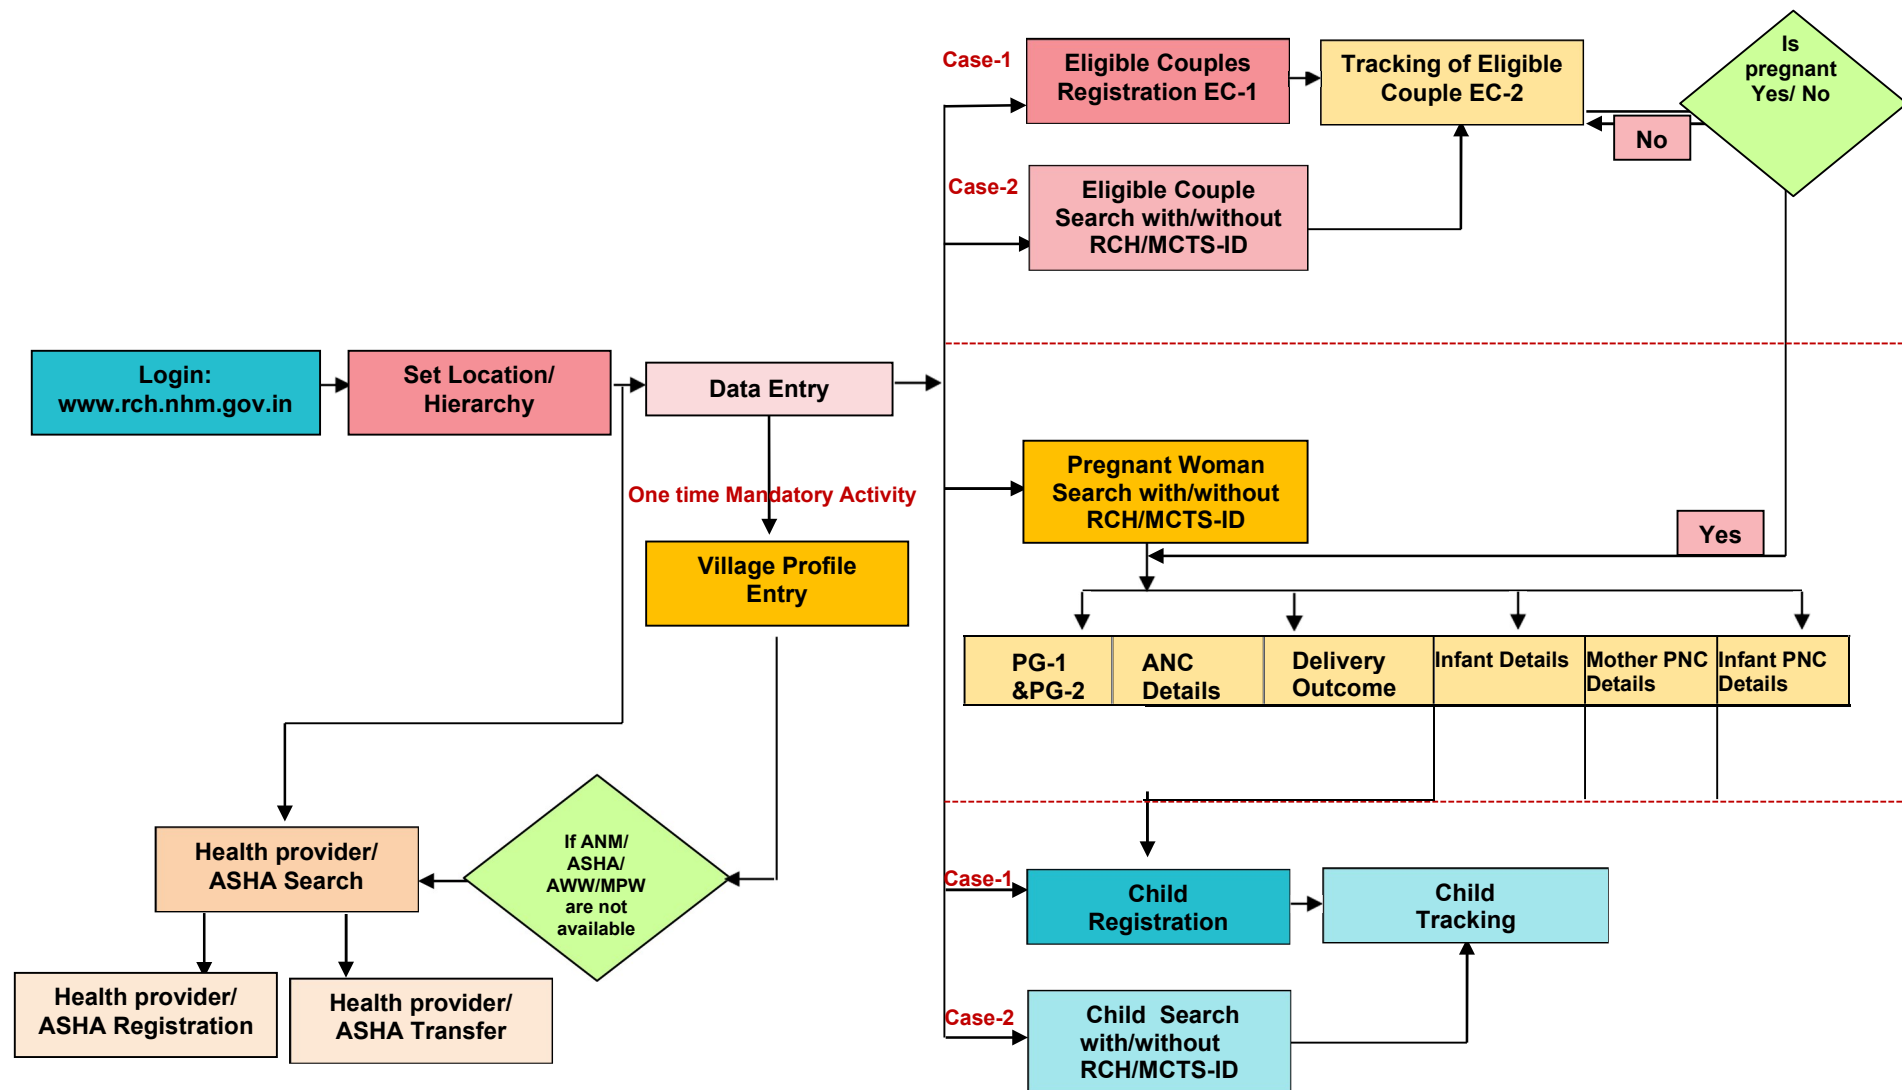 Case-1
Eligible Couples
Registration EC-1
Tracking of Eligible
Couple EC-2
Is
pregnant
Yes/ No
No
Case-2
Eligible Couple
Search with/without
RCH/MCTS-ID
Login:
www.rch.nhm.gov.in
Set Location/
Hierarchy
Data Entry
One time Mandatory Activity
Village Profile
Entry
Pregnant Woman
Search with/without
RCH/MCTS-ID
Yes
PG-1
&PG-2
ANC
Details
Delivery
Outcome
Infant Details
Mother PNC
Details
Infant PNC
Details
Health provider/
ASHA Search
If ANM/
ASHA/
AWW/MPW
are not
available
Health provider/
ASHA Registration
Health provider/
ASHA Transfer
Case-1
Child
Registration
Child
Tracking
Case-2
Child Search
with/without
RCH/MCTS-ID